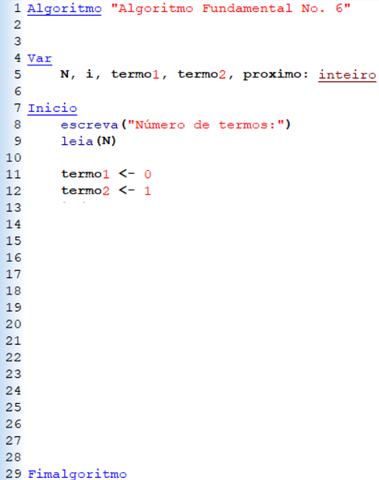 1 Algoritmo "Algoritmo Fundamental No. 6"
2
3
4 Var
5 N, i, termo1, termo2, proximo: inteiro
6
7 Inicio
8 escreva("Número de termos:")
9 leia(N)
10
11 termo1 <- 0
12 termo2 <- 1
13
14
15
16
17
18
19
20
21
22
23
24
25
26
27
28
29 Fimalgoritmo